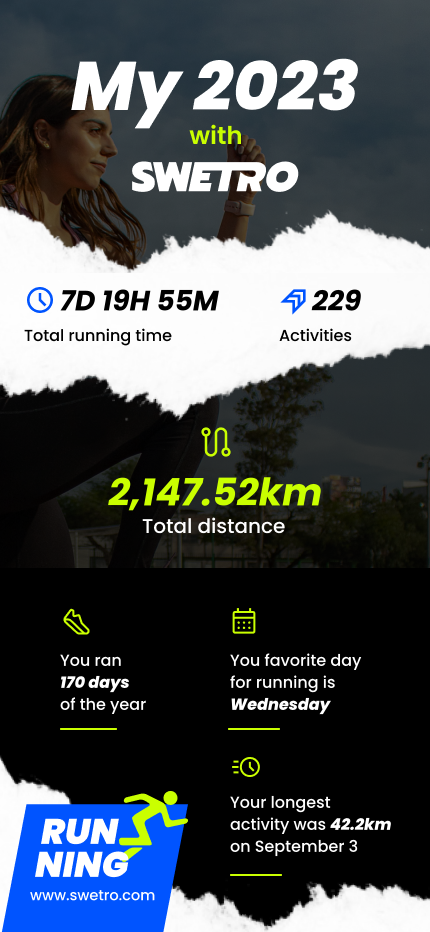 My 2023
with
SWETRO
7D 19H 55M
Total running time
229
Activities
2,147.52km
Total distance
You ran
170 days
of the year
You favorite day
for running is
Wednesday
Your longest
activity was 42.2km
on September 3
RUN
NING
www.swetro.com